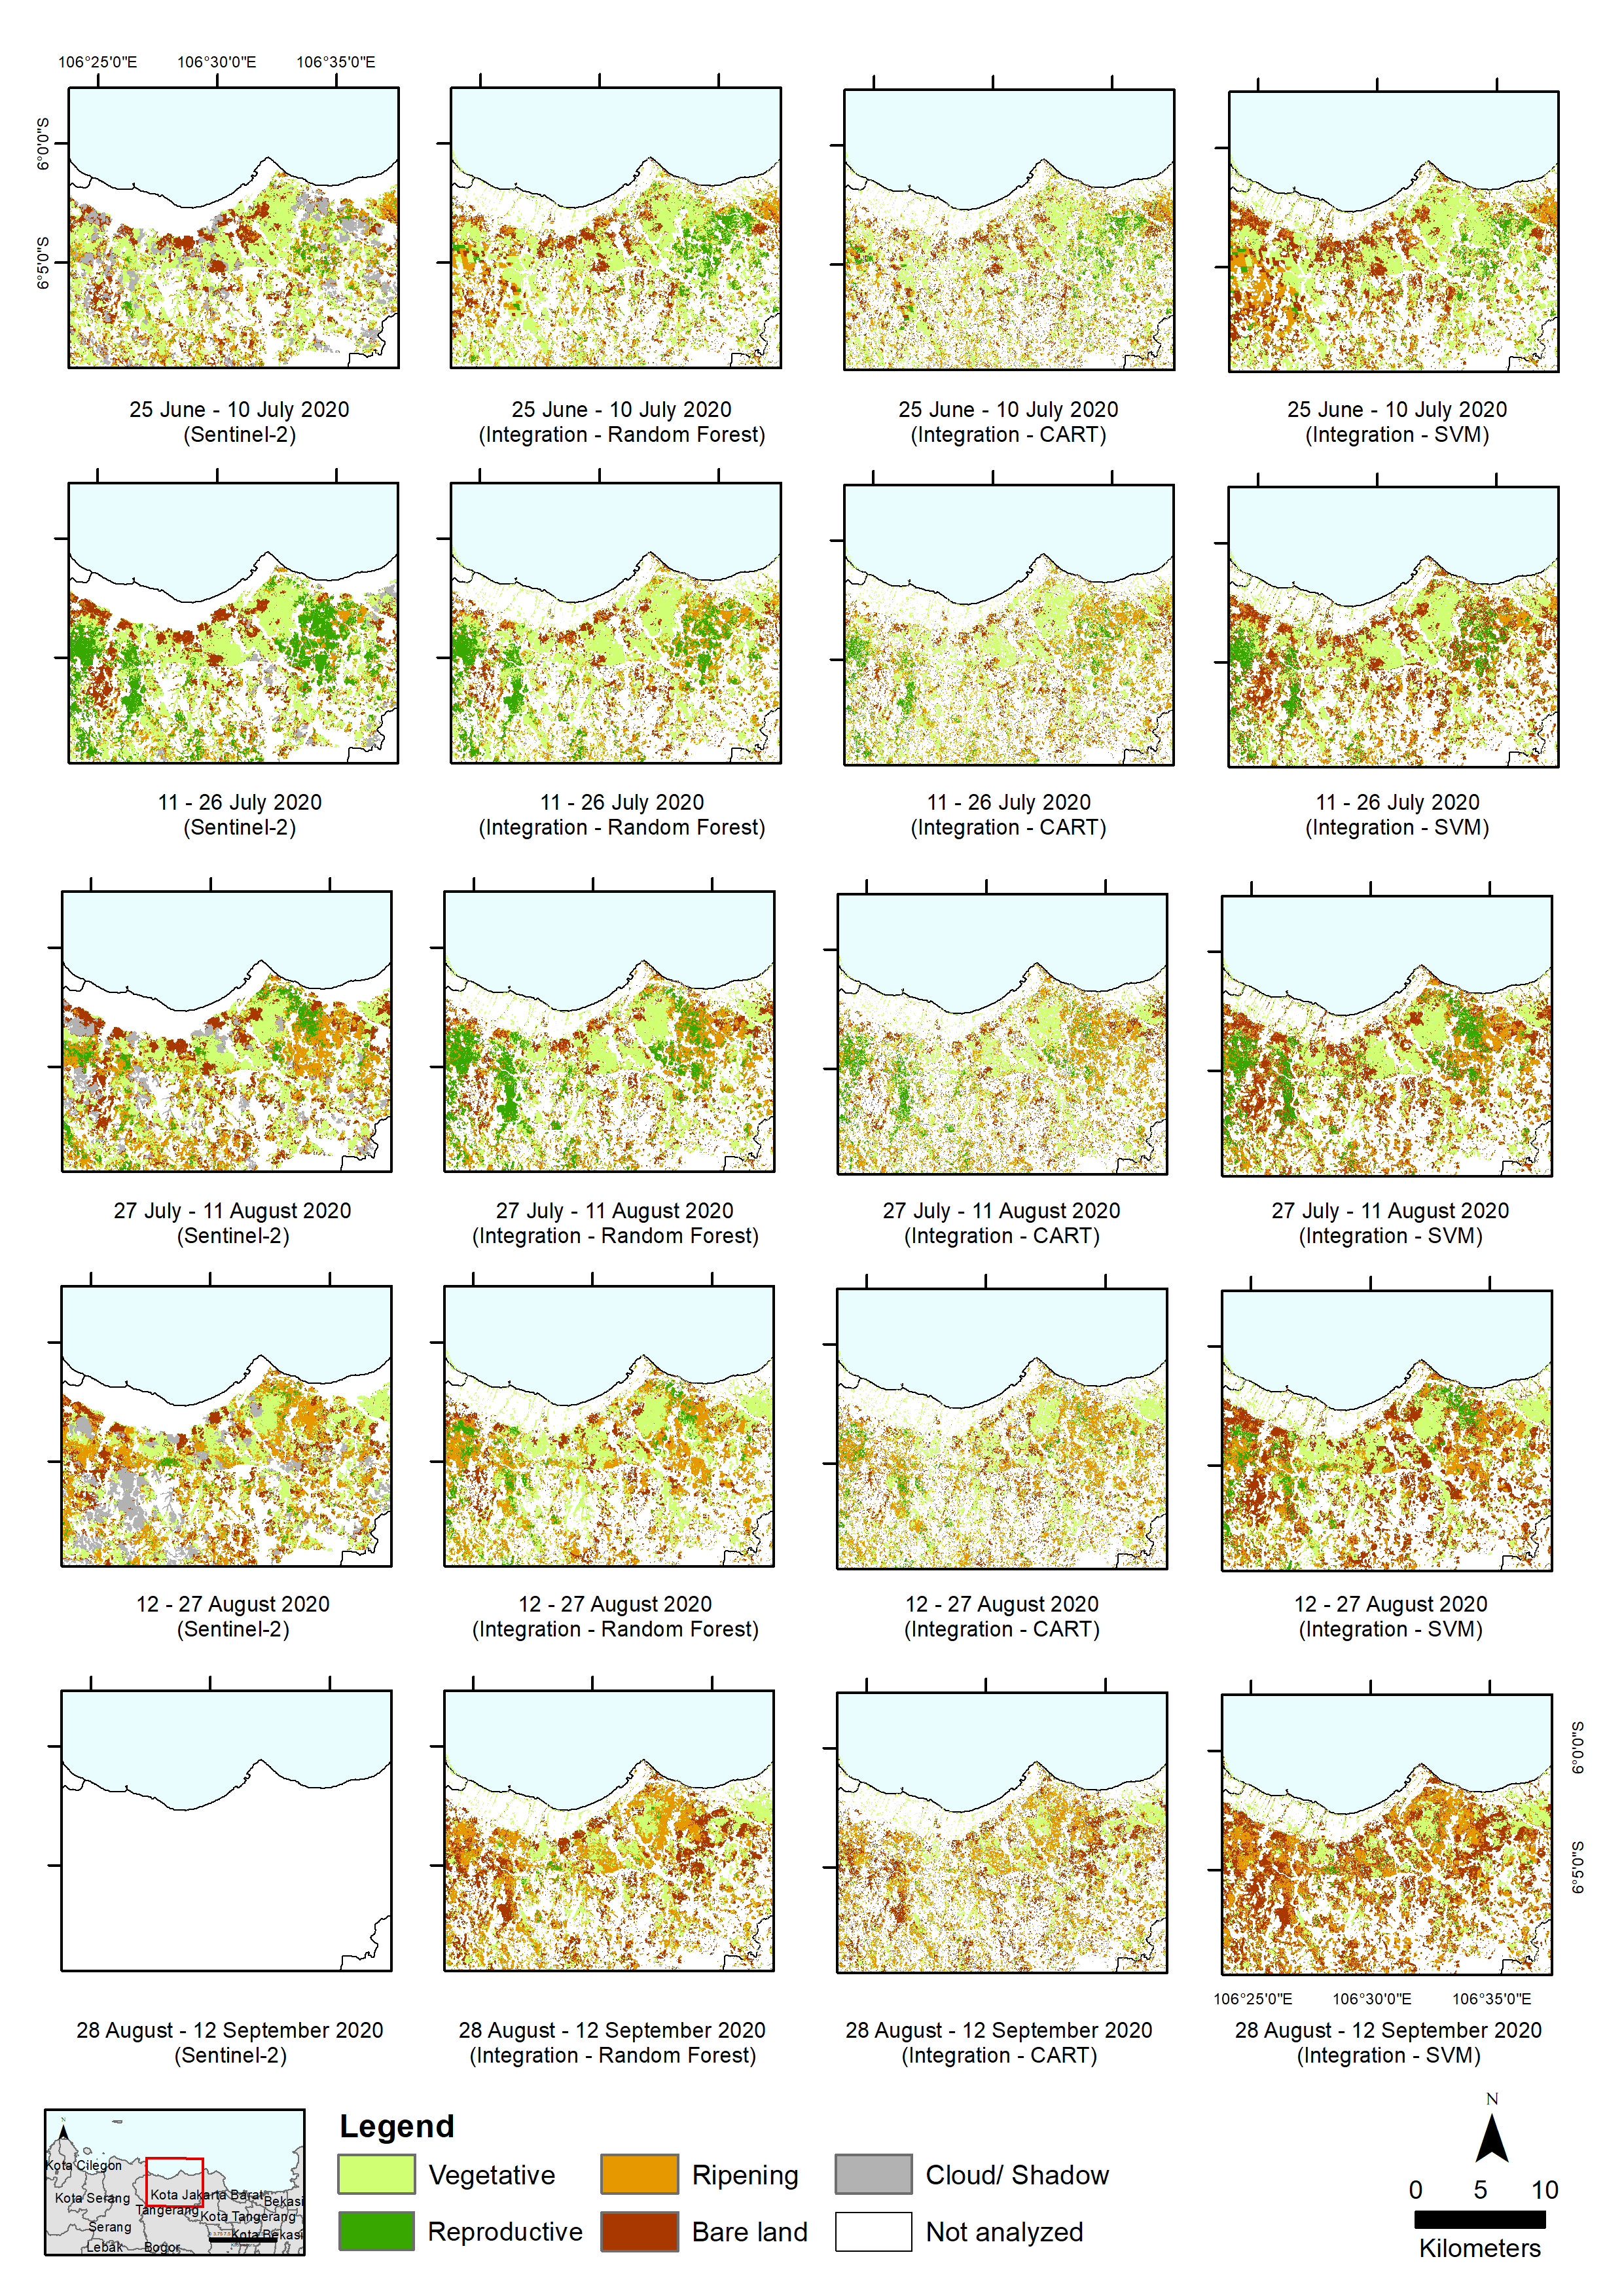 106°25'0"E 106°30'0"E 106°35'0"E
6°0'0"S
6°5'0"S
25 June - 10 July 2020
(Sentinel-2)
25 June - 10 July 2020
(Integration - Random Forest)
25 June - 10 July 2020
(Integration - CART)
25 June - 10 July 2020
(Integration - SVM)
11 - 26 July 2020
(Sentinel-2)
11 - 26 July 2020
(Integration - Random Forest)
11 - 26 July 2020
(Integration - CART)
11 - 26 July 2020
(Integration - SVM)
27 July - 11 August 2020
(Sentinel-2)
27 July - 11 August 2020
(Integration - Random Forest)
27 July - 11 August 2020
(Integration - CART)
27 July - 11 August 2020
(Integration - SVM)
12 - 27 August 2020
(Sentinel-2)
12 - 27 August 2020
(Integration - Random Forest)
12 - 27 August 2020
(Integration - CART)
12 - 27 August 2020
(Integration - SVM)
6°0'0"S
6°5'0"S
106°25'0"E 106°30'0"E 106°35'0"E
28 August - 12 September 2020
(Sentinel-2)
28 August - 12 September 2020
(Integration - Random Forest)
28 August - 12 September 2020
(Integration - CART)
28 August - 12 September 2020
(Integration - SVM)
N
Kota Cilegon
Kota Serang
Kota Jakarta Barat
Bekasi
Tangerang
Kota Tangerang
Serang
Kota Bekasi
Lebak
Bogor
Legend
Vegetative
Ripening
Cloud/ Shadow
Reproductive
Bare land
Not analyzed
N
0 5 10
Kilometers